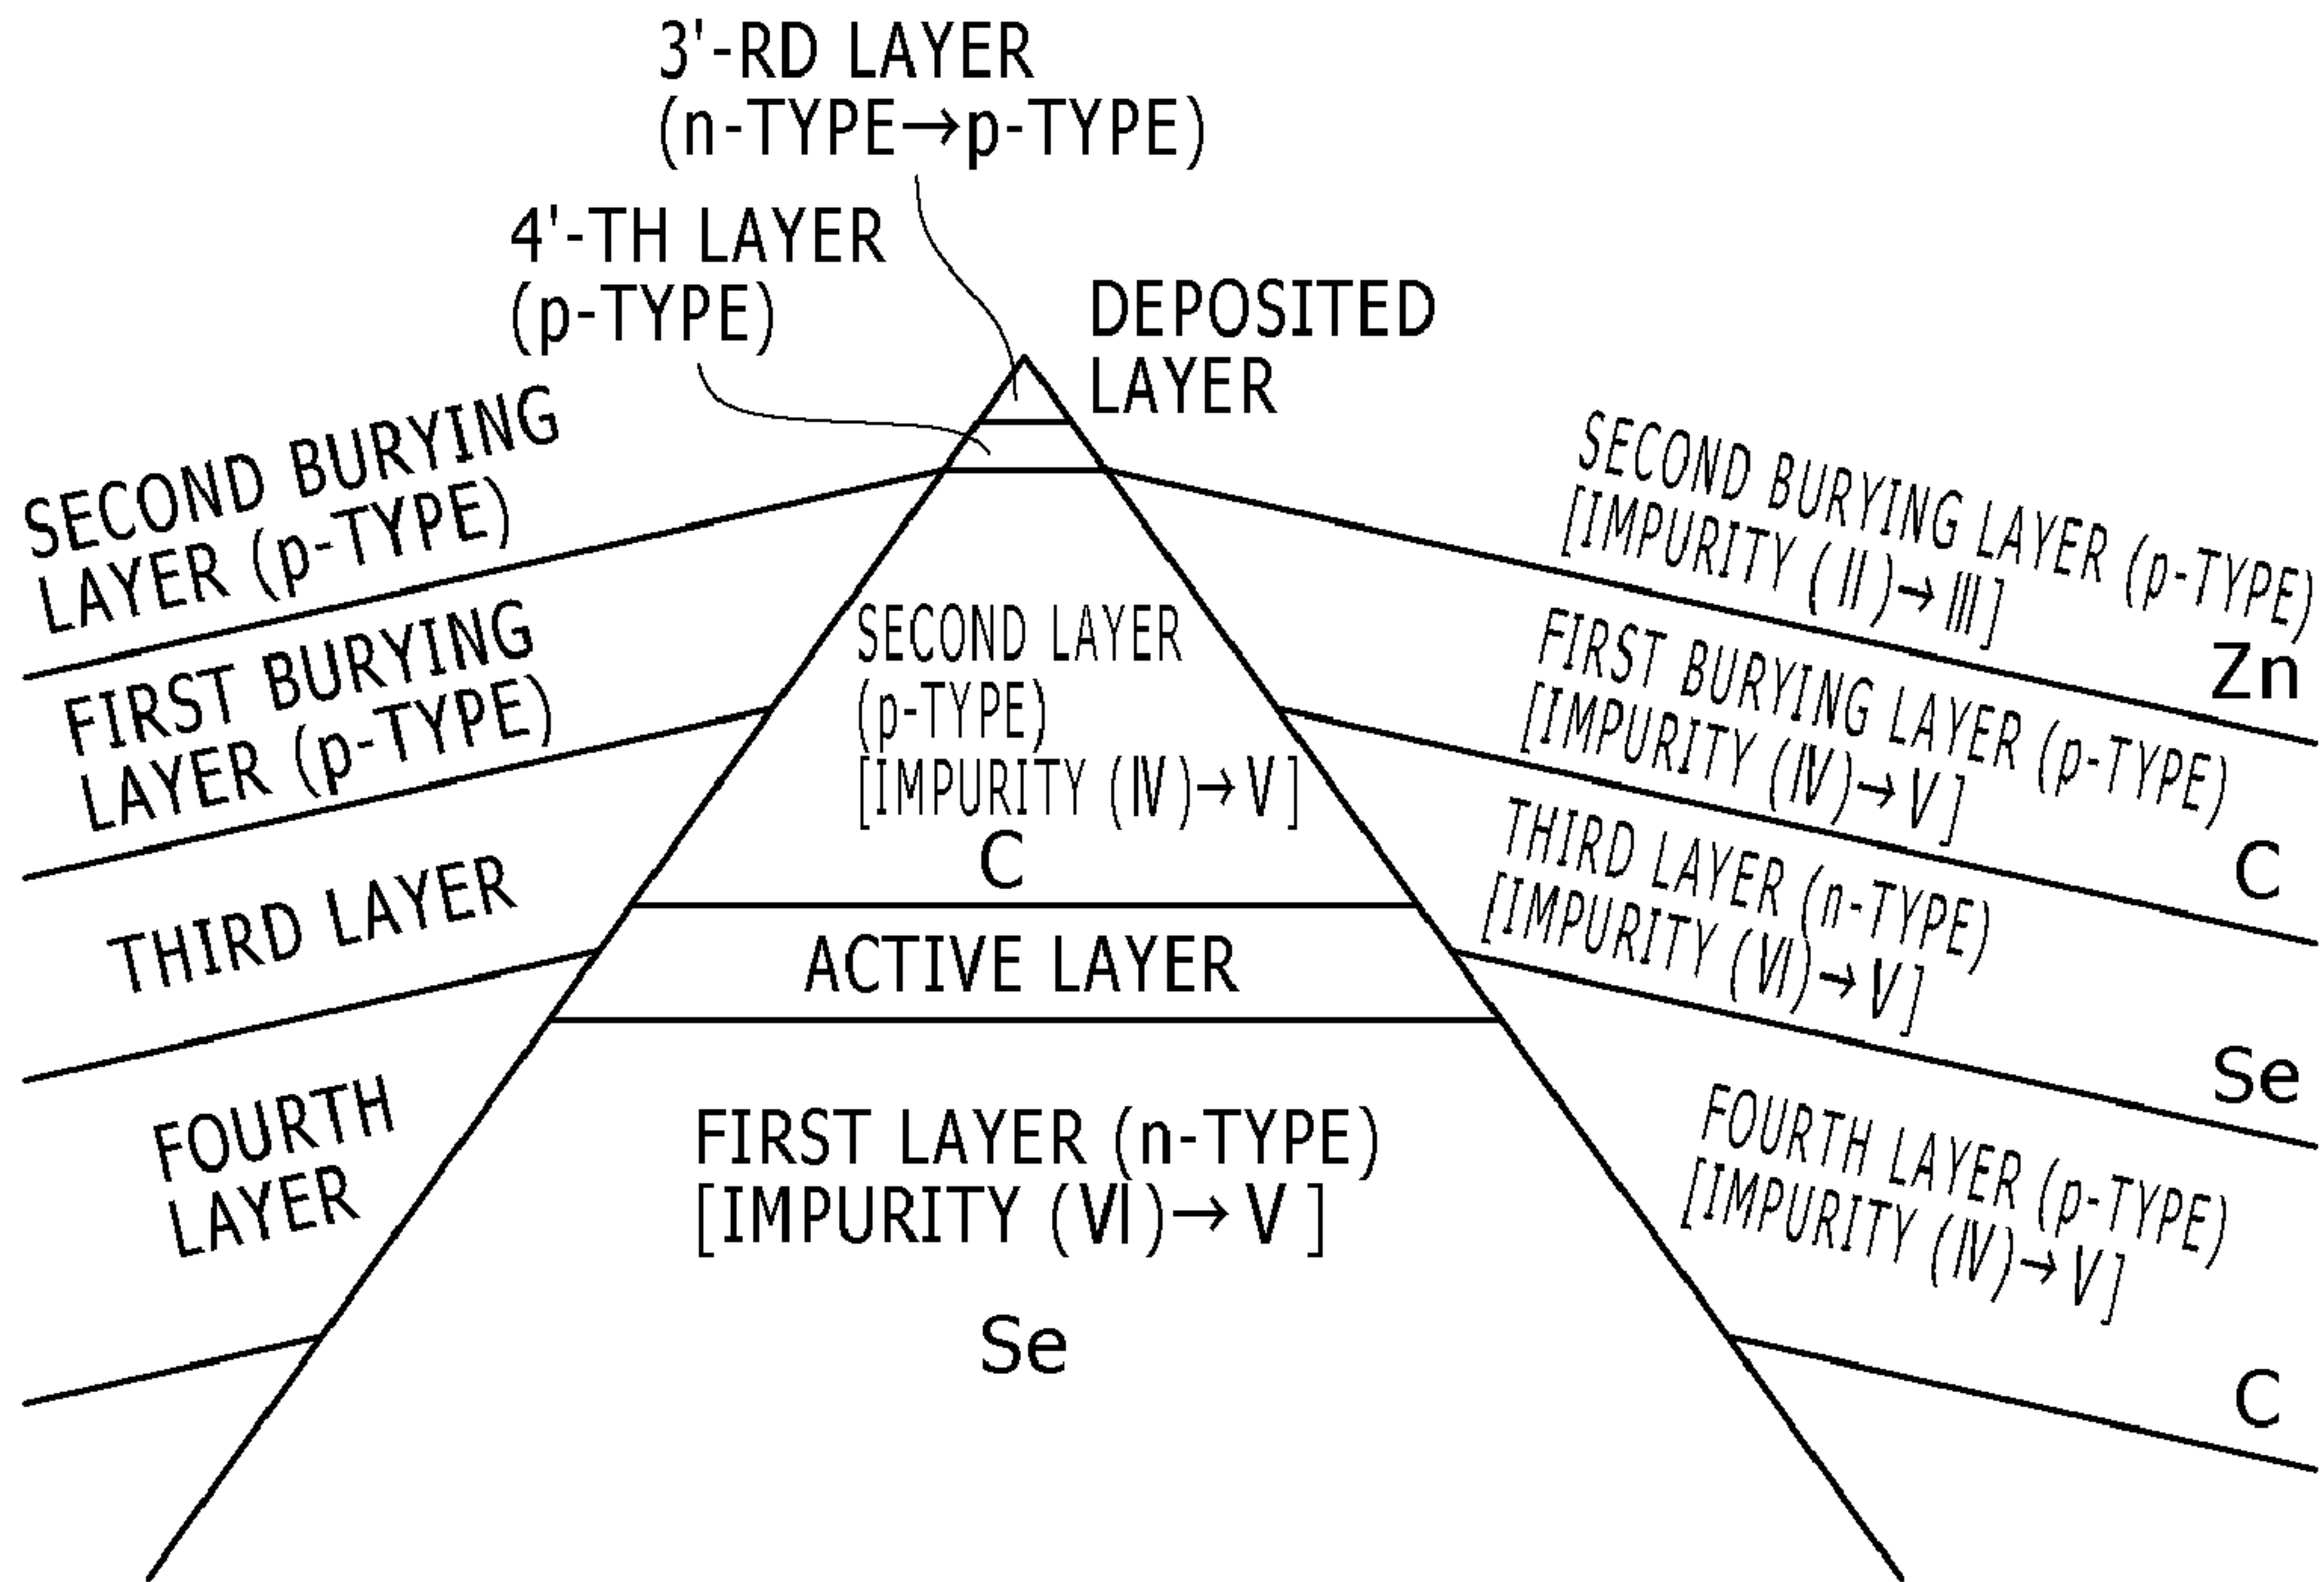 3'-RD LAYER
(n-TYPE→p-TYPE)
4'-TH LAYER
(p-TYPE)
DEPOSITED
LAYER
SECOND BURYING
LAYER (p-TYPE)
FIRST BURYING
LAYER (p-TYPE)
THIRD LAYER
FOURTH
LAYER
SECOND LAYER
(p-TYPE)
[IMPURITY (Ⅳ)→Ⅴ]
C
ACTIVE LAYER
FIRST LAYER (n-TYPE)
[IMPURITY (Ⅵ)→Ⅴ]
Se
SECOND BURYING LAYER (p-TYPE)
[IMPURITY (Ⅱ)→Ⅲ]
Zn
FIRST BURYING LAYER (p-TYPE)
[IMPURITY (Ⅳ)→Ⅴ]
C
THIRD LAYER (n-TYPE)
[IMPURITY (Ⅵ)→Ⅴ]
Se
FOURTH LAYER (p-TYPE)
[IMPURITY (Ⅳ)→Ⅴ]
C